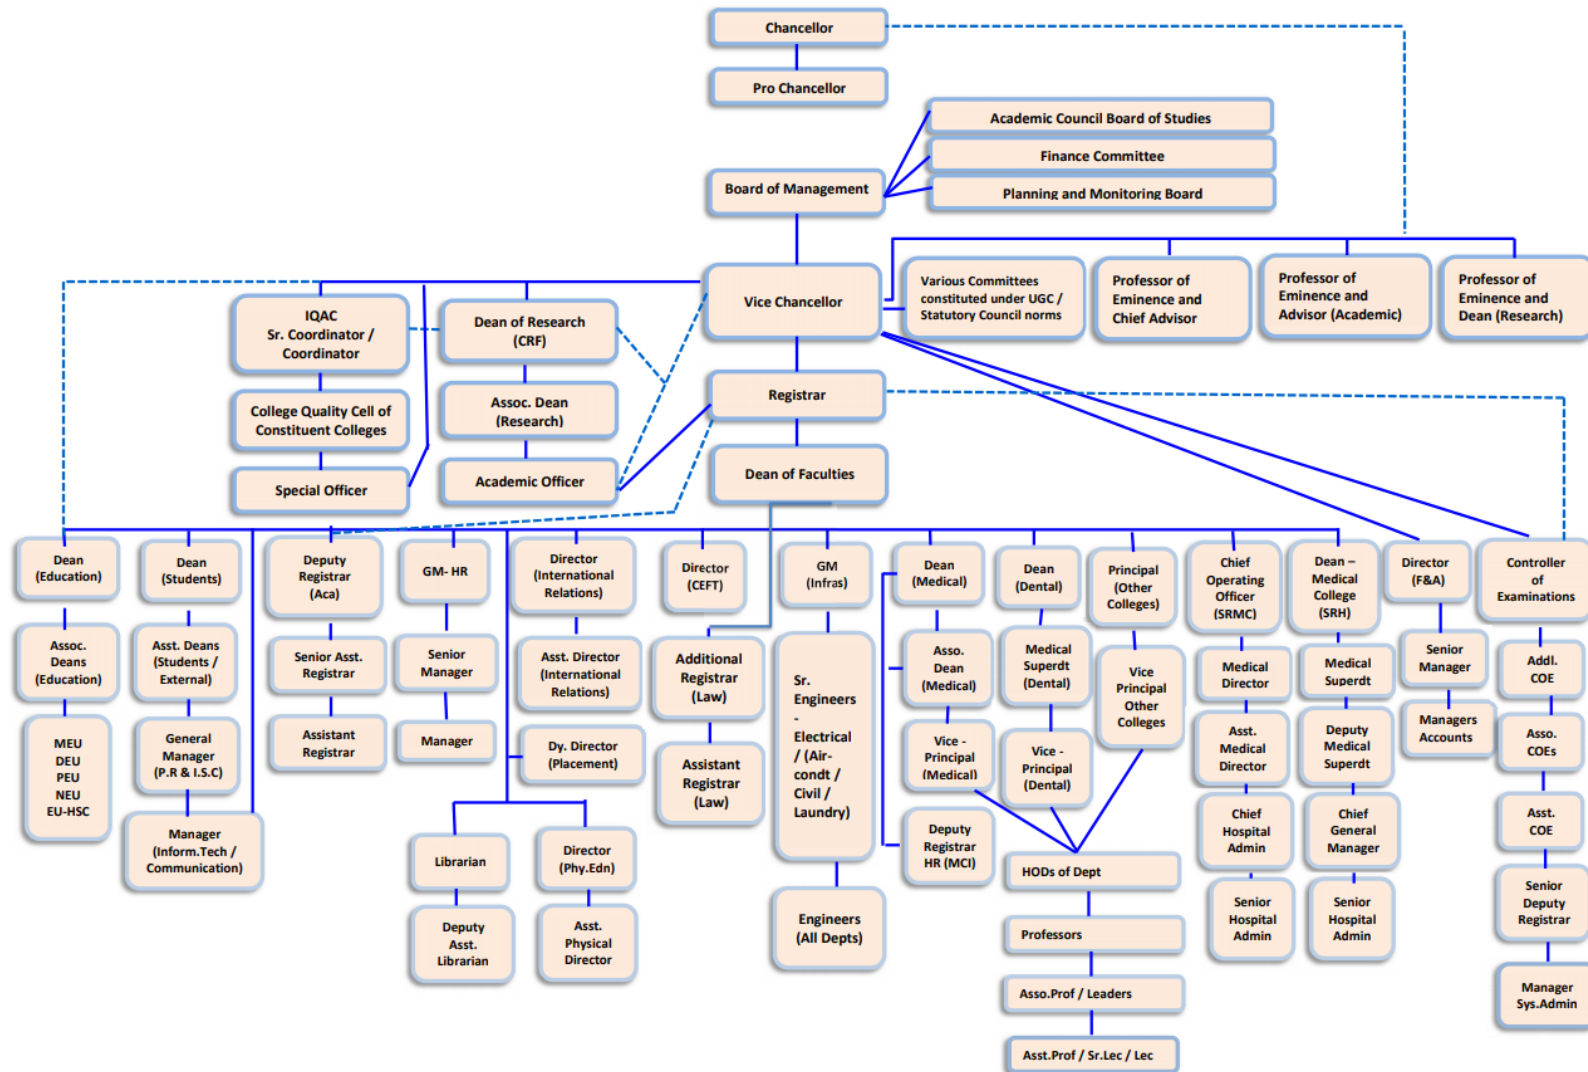 Chancellor
Pro Chancellor
Academic Council Board of Studies
Finance Committee
Planning and Monitoring Board
Board of Management
Vice Chancellor
Various Committees
constituted under UGC /
Statutory Council norms
Professor of
Eminence and
Chief Advisor
Professor of
Eminence and
Advisor (Academic)
Professor of
Eminence and
Dean (Research)
IQAC
Sr. Coordinator /
Coordinator
Dean of Research
(CRF)
College Quality Cell of
Constituent Colleges
Assoc. Dean
(Research)
Registrar
Special Officer
Academic Officer
Dean of Faculties
Dean
(Education)
Assoc.
Deans
(Education)
MEU
DEU
PEU
NEU
EU-HSC
Dean
(Students)
Asst. Deans
(Students /
External)
General
Manager
(P.R & I.S.C)
Manager
(Inform.Tech /
Communication)
Deputy
Registrar
(Aca)
Senior Asst.
Registrar
Assistant
Registrar
GM- HR
Senior
Manager
Manager
Director
(International
Relations)
Asst. Director
(International
Relations)
Dy. Director
(Placement)
Librarian
Deputy
Asst.
Librarian
Director
(Phy.Edn)
Asst.
Physical
Director
Director
(CEFT)
Additional
Registrar
(Law)
Assistant
Registrar
(Law)
GM
(Infras)
Sr.
Engineers
-
Electrical
/ (Air-
condt /
Civil /
Laundry)
Engineers
(All Depts)
Dean
(Medical)
Asso.
Dean
(Medical)
Vice -
Principal
(Medical)
Deputy
Registrar
HR (MCI)
Dean
(Dental)
Medical
Superdt
(Dental)
Vice -
Principal
(Dental)
Principal
(Other
Colleges)
Vice
Principal
Other
Colleges
HODs of Dept
Professors
Asso.Prof / Leaders
Asst.Prof / Sr.Lec / Lec
Chief
Operating
Officer
(SRMC)
Medical
Director
Asst.
Medical
Director
Chief
Hospital
Admin
Senior
Hospital
Admin
Dean –
Medical
College
(SRH)
Medical
Superdt
Deputy
Medical
Superdt
Chief
General
Manager
Senior
Hospital
Admin
Director
(F&A)
Senior
Manager
Managers
Accounts
Controller
of
Examinations
Addl.
COE
Asso.
COEs
Asst.
COE
Senior
Deputy
Registrar
Manager
Sys.Admin